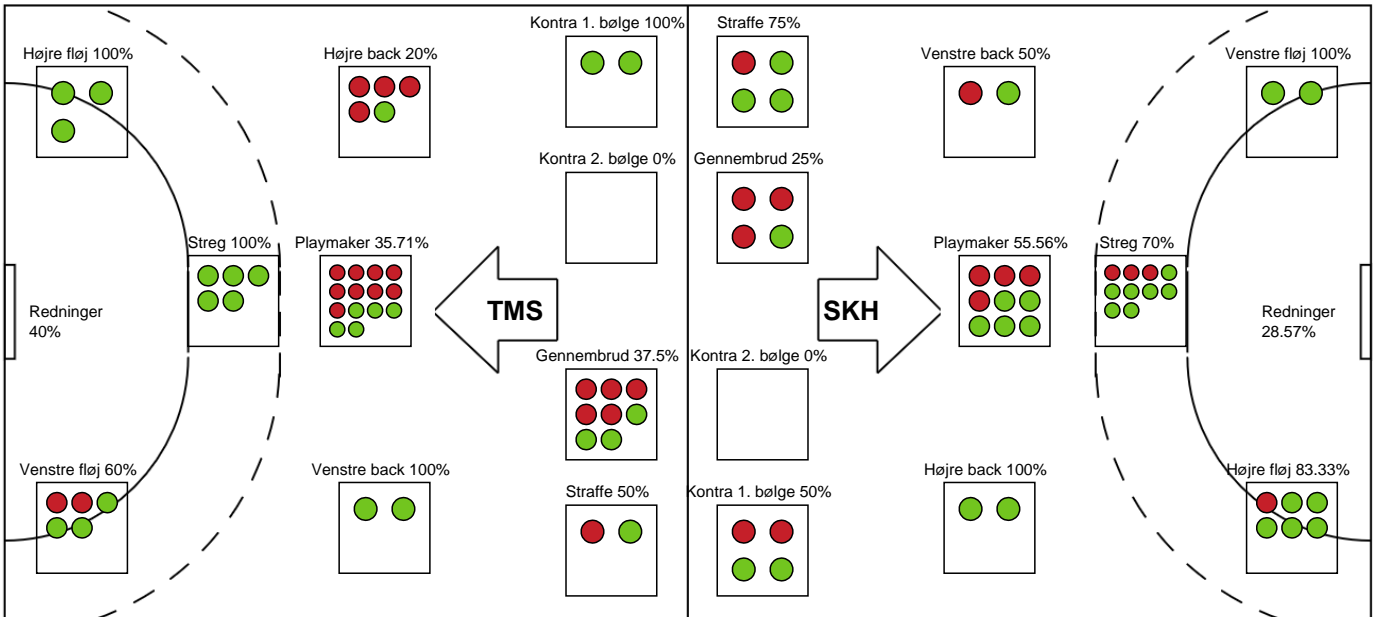 Kontra 1. bølge 100%
Straffe 75%
Højre fløj 100%
Højre back 20%
Venstre back 50%
Venstre fløj 100%
Kontra 2. bølge 0%
Gennembrud 25%
Streg 100%
Playmaker 35.71%
Playmaker 55.56%
Streg 70%
Redninger
40%
TMS
SKH
Redninger
28.57%
Gennembrud 37.5%
Kontra 2. bølge 0%
Venstre fløj 60%
Venstre back 100%
Højre back 100%
Højre fløj 83.33%
Straffe 50%
Kontra 1. bølge 50%